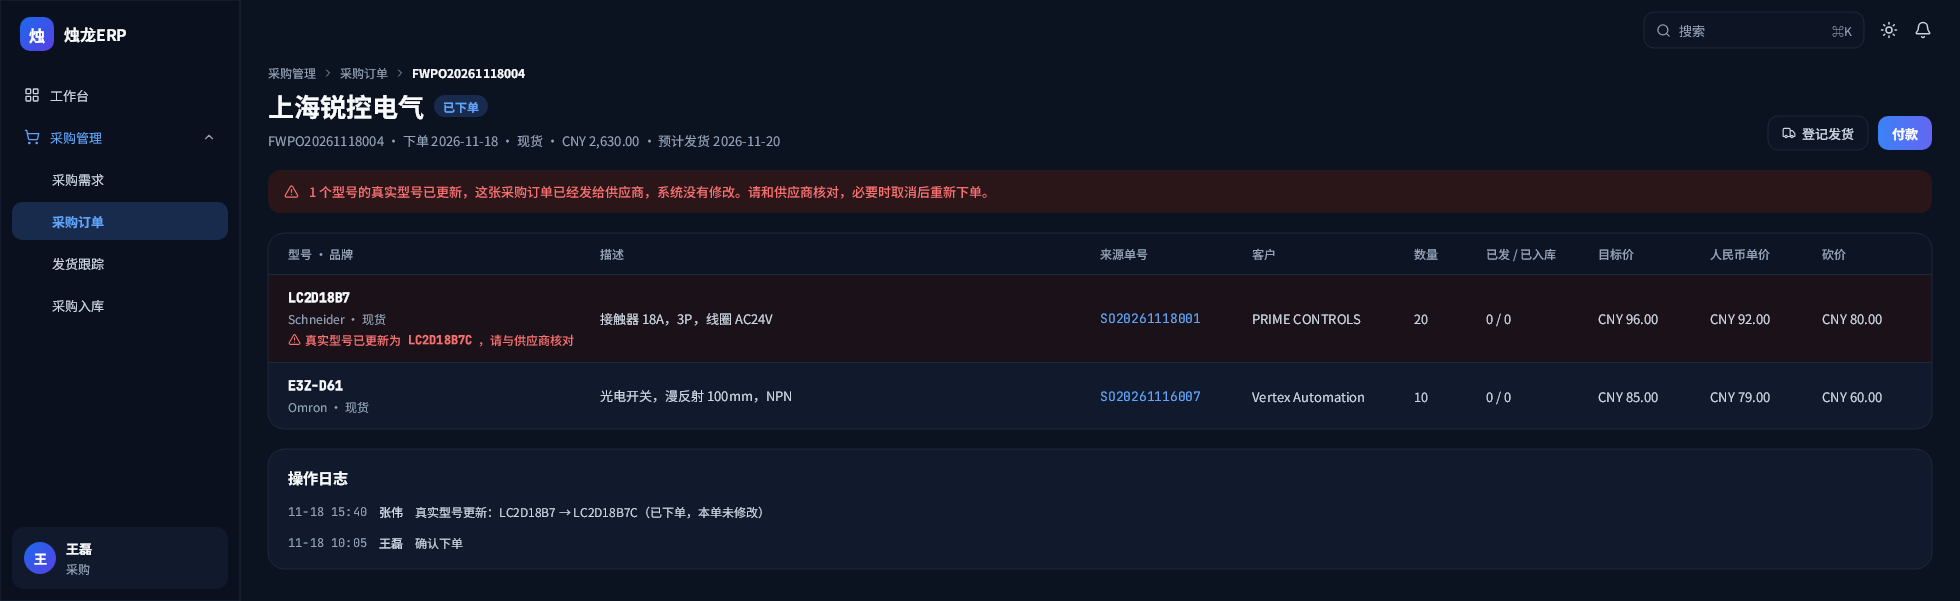 烛 烛龙ERP
搜索 ⌘K
工作台
采购管理
采购需求
采购订单
发货跟踪
采购入库
王 王磊
采购
采购管理 > 采购订单 > FWPO20261118004
上海锐控电气 已下单
FWPO20261118004 • 下单 2026-11-18 • 现货 • CNY 2,630.00 • 预计发货 2026-11-20
登记发货 付款
1 个型号的真实型号已更新，这张采购订单已经发给供应商，系统没有修改。请和供应商核对，必要时取消后重新下单。
型号 • 品牌 描述 来源单号 客户 数量 已发 / 已入库 目标价 人民币单价 砍价
LC2D18B7
Schneider • 现货
真实型号已更新为 LC2D18B7C ，请与供应商核对
接触器 18A，3P，线圈 AC24V SO20261118001 PRIME CONTROLS 20 0 / 0 CNY 96.00 CNY 92.00 CNY 80.00
E3Z-D61
Omron • 现货
光电开关，漫反射 100mm，NPN SO20261116007 Vertex Automation 10 0 / 0 CNY 85.00 CNY 79.00 CNY 60.00
操作日志
11-18 15:40 张伟 真实型号更新：LC2D18B7 → LC2D18B7C（已下单，本单未修改）
11-18 10:05 王磊 确认下单